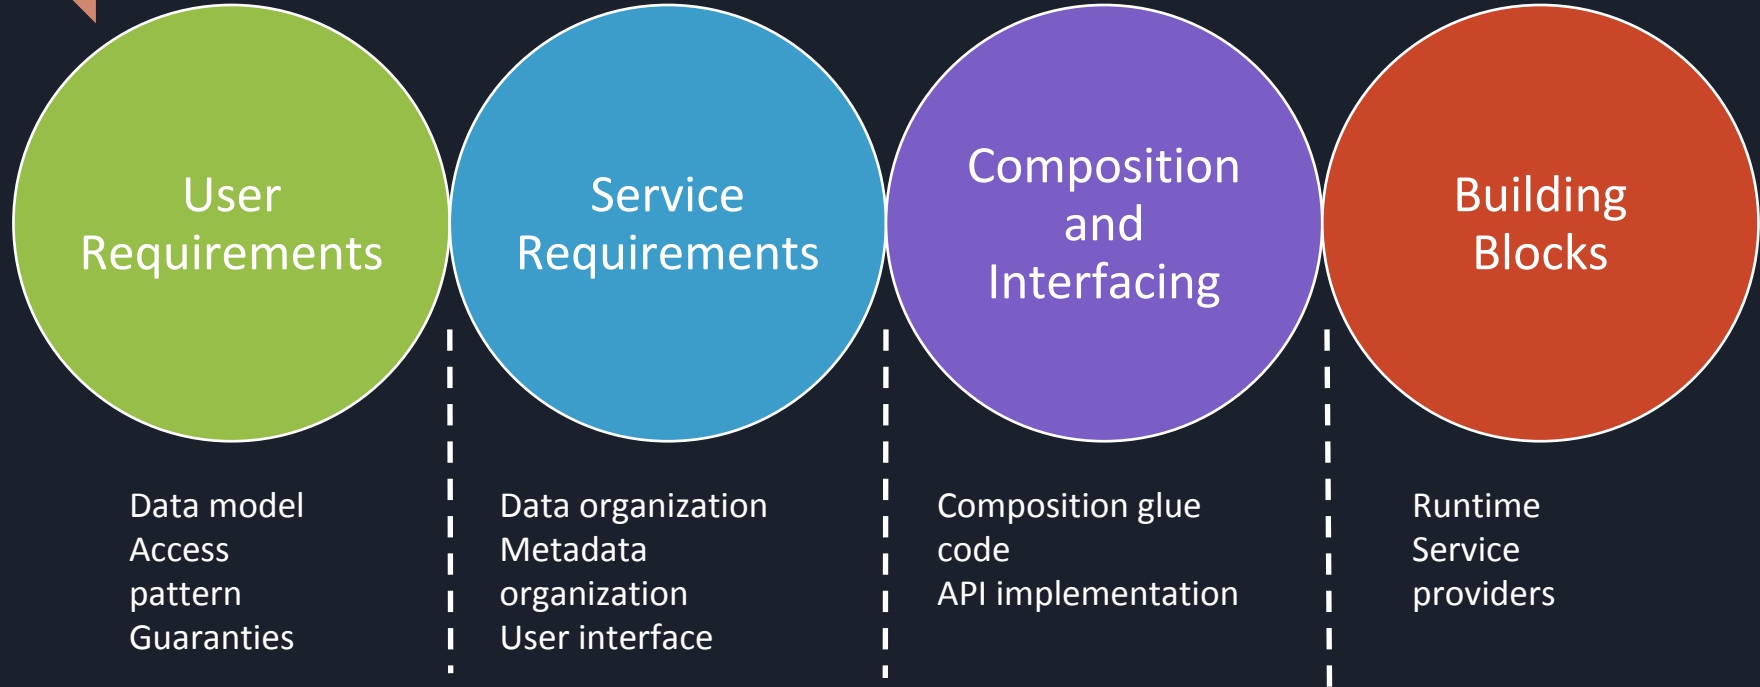 User
Requirements
Service
Requirements
Composition
and
Interfacing
Building
Blocks
Data model
Access
pattern
Guaranties
Data organization
Metadata
organization
User interface
Composition glue
code
API implementation
Runtime
Service
providers